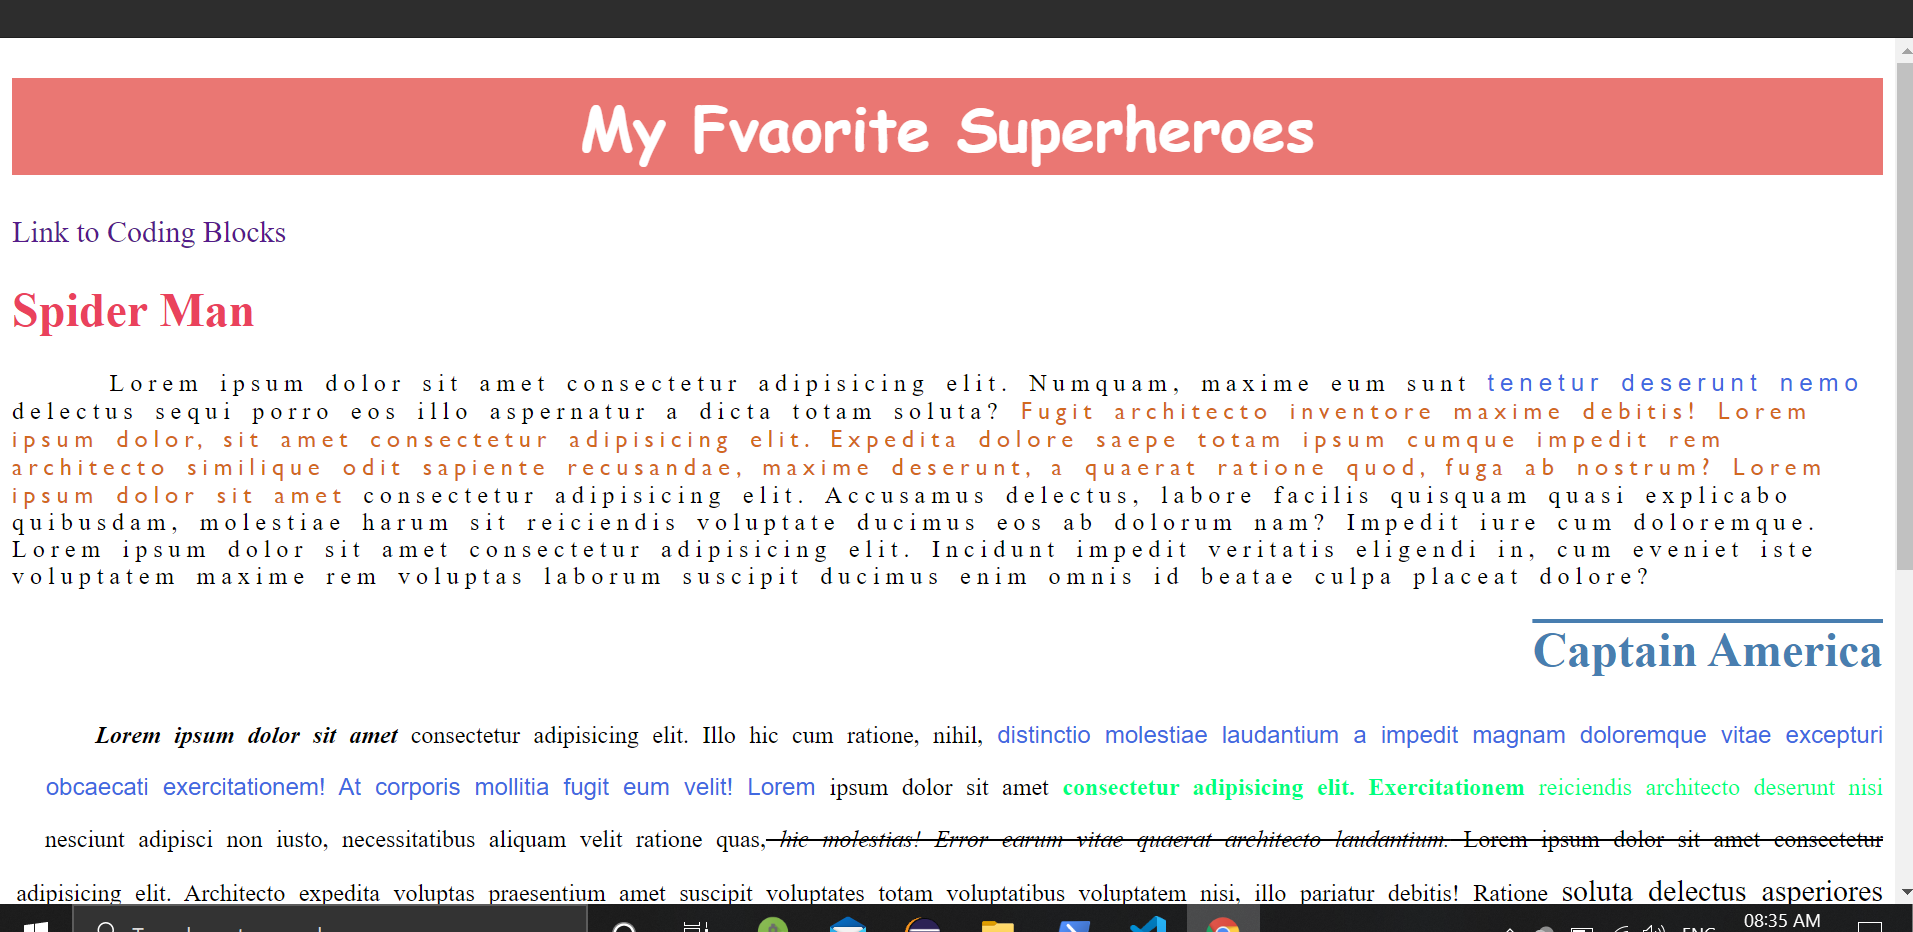 My Fvaorite Superheroes
Link to Coding Blocks
Spider Man
Lorem ipsum dolor sit amet consectetur adipisicing elit. Numquam, maxime eum sunt tenetur deserunt nemo
delectus sequi porro eos illo aspernatur a dicta totam soluta? Fugit architecto inventore maxime debitis! Lorem
ipsum dolor, sit amet consectetur adipisicing elit. Expedita dolore saepe totam ipsum cumque impedit rem
architecto similique odit sapiente recusandae, maxime deserunt, a quaerat ratione quod, fuga ab nostrum? Lorem
ipsum dolor sit amet consectetur adipisicing elit. Accusamus delectus, labore facilis quisquam quasi explicabo
quibusdam, molestiae harum sit reiciendis voluptate ducimus eos ab dolorum nam? Impedit iure cum doloremque.
Lorem ipsum dolor sit amet consectetur adipisicing elit. Incidunt impedit veritatis eligendi in, cum eveniet iste
voluptatem maxime rem voluptas laborum suscipit ducimus enim omnis id beatae culpa placeat dolore?
Captain America
Lorem ipsum dolor sit amet consectetur adipisicing elit. Illo hic cum ratione, nihil, distinctio molestiae laudantium a impedit magnam doloremque vitae excepturi
obcaecati exercitationem! At corporis mollitia fugit eum velit! Lorem ipsum dolor sit amet consectetur adipisicing elit. Exercitationem reiciendis architecto deserunt nisi
nesciunt adipisci non iusto, necessitatibus aliquam velit ratione quas, hic molestias! Error earum vitae quaerat architecto laudantium. Lorem ipsum dolor sit amet consectetur
adipisicing elit. Architecto expedita voluptas praesentium amet suscipit voluptates totam voluptatibus voluptatem nisi, illo pariatur debitis! Ratione soluta delectus asperiores
08:35 AM
ENG